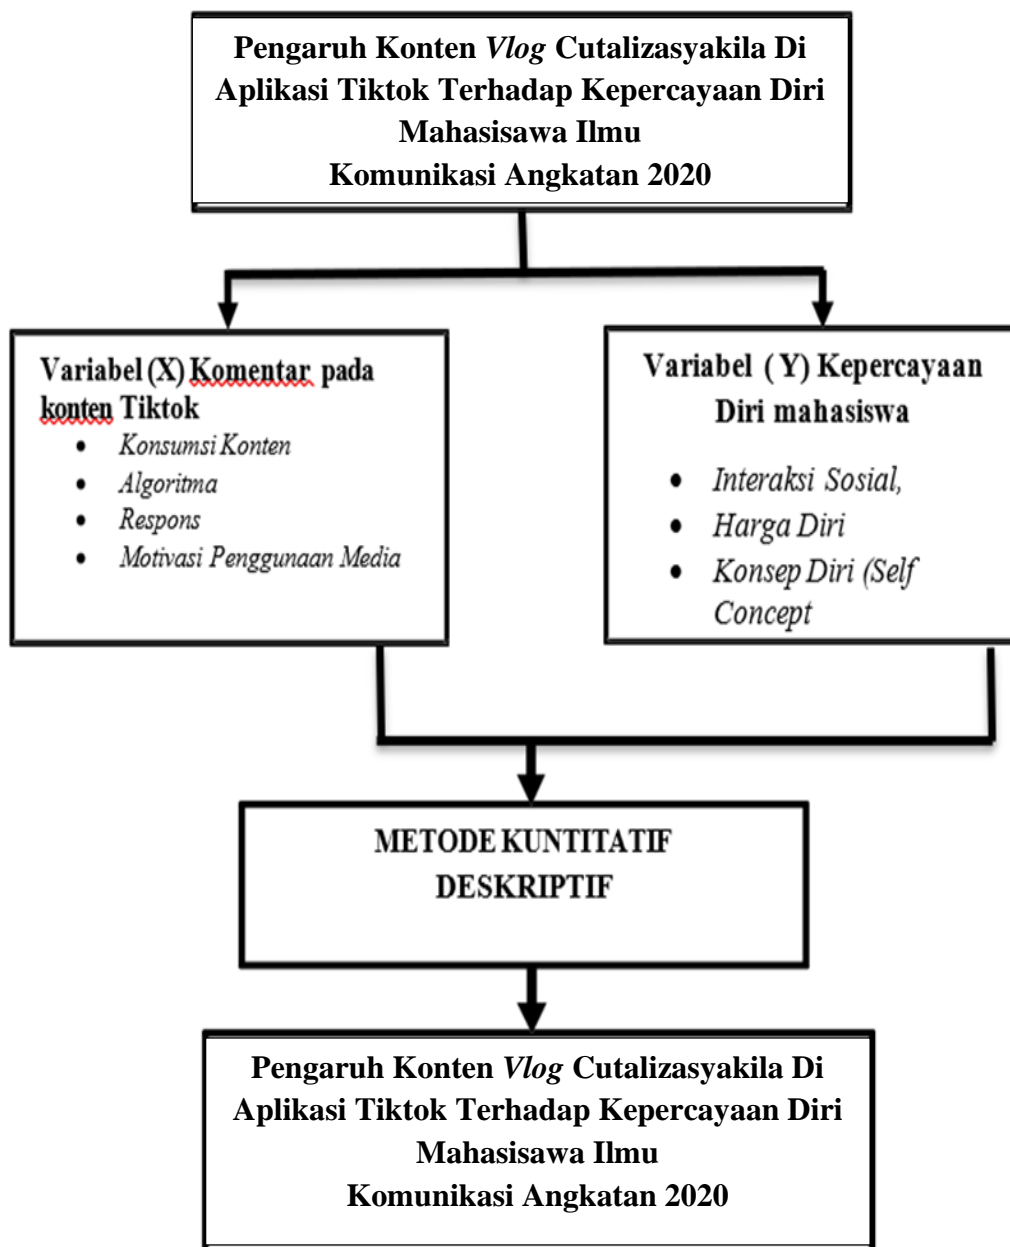 Pengaruh Konten Vlog Cutalizasyakila Di
Aplikasi Tiktok Terhadap Kepercayaan Diri
Mahasisawa Ilmu
Komunikasi Angkatan 2020
Variabel (X) Komentar pada
konten Tiktok
• Konsumsi Konten
• Algoritma
• Respons
• Motivasi Penggunaan Media
Variabel ( Y) Kepercayaan
Diri mahasiswa
• Interaksi Sosial,
• Harga Diri
• Konsep Diri (Self
Concept
METODE KUNTITATIF
DESKRIPTIF
Pengaruh Konten Vlog Cutalizasyakila Di
Aplikasi Tiktok Terhadap Kepercayaan Diri
Mahasisawa Ilmu
Komunikasi Angkatan 2020